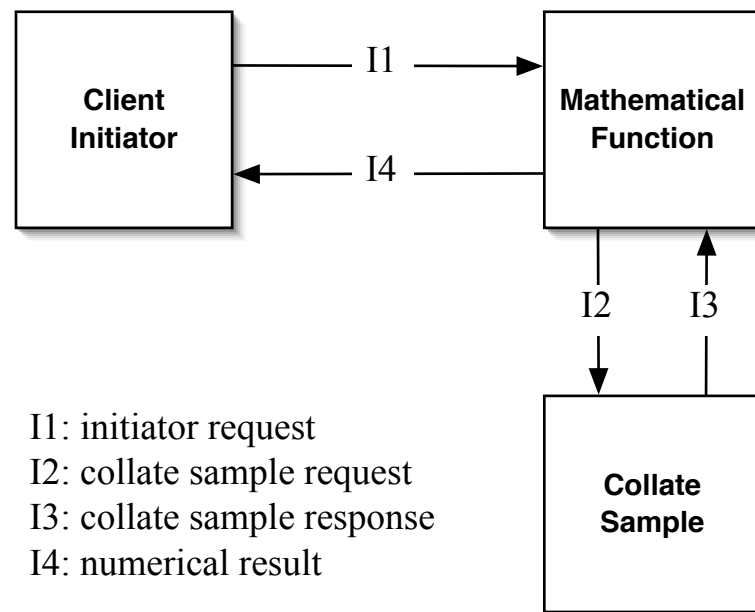 Client
Initiator
I1
Mathematical
Function
I4
I2
I3
I1: initiator request
I2: collate sample request
I3: collate sample response
I4: numerical result
Collate
Sample